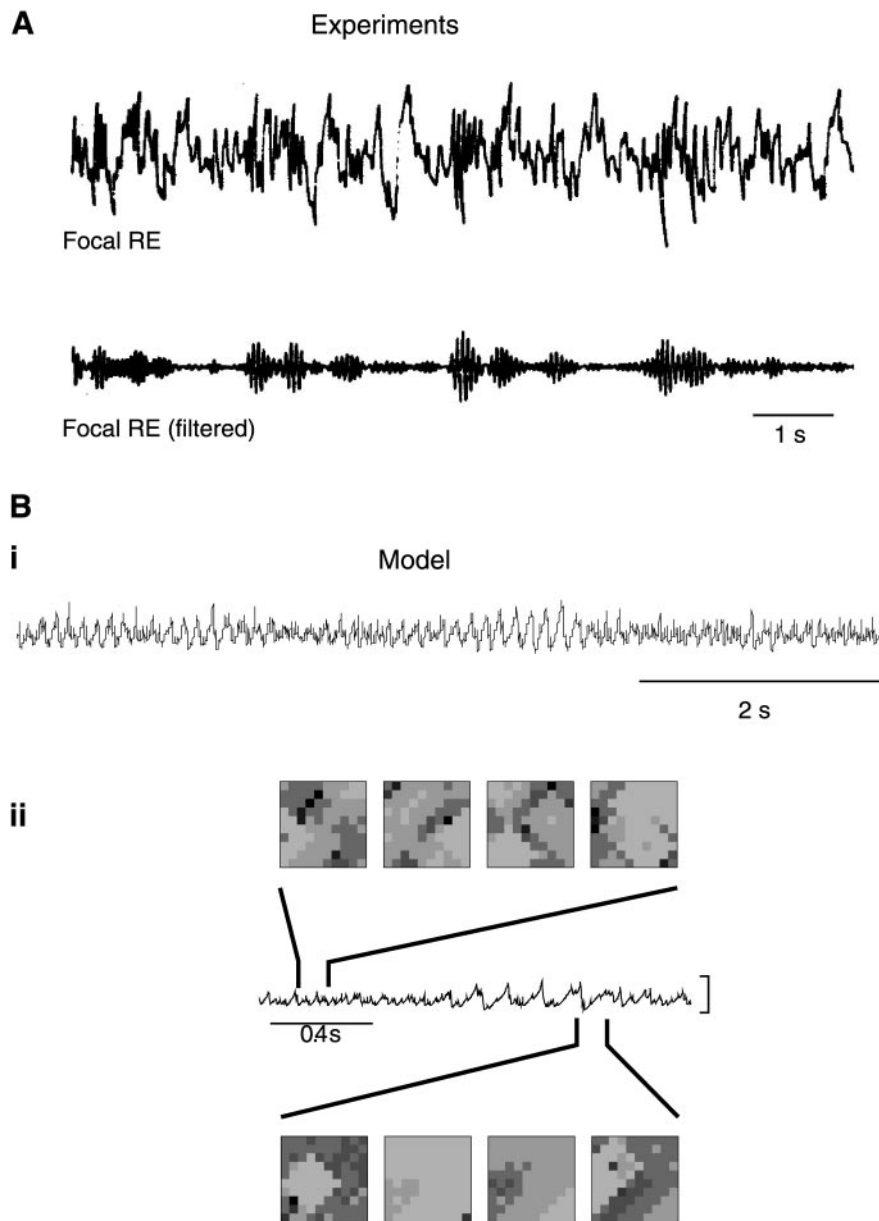 A
Experiments
Focal RE
Focal RE (filtered)
1 s
B
i
Model
2 s
ii
0.4s